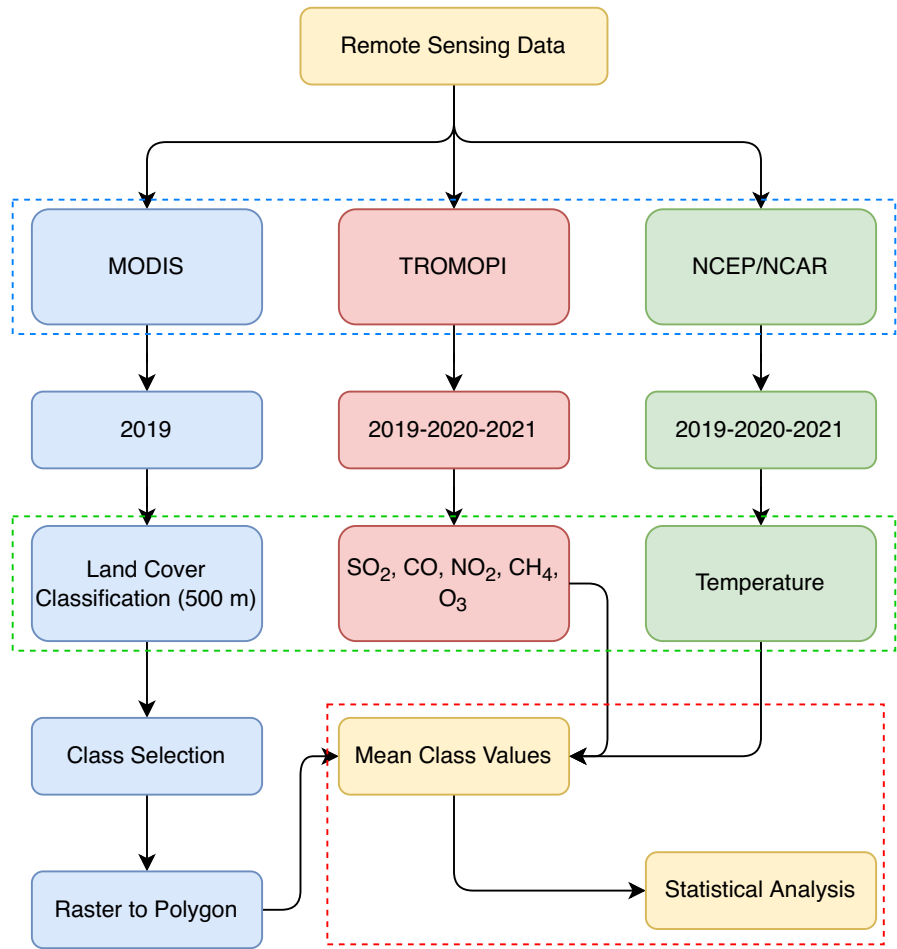 Remote Sensing Data
MODIS
TROMOPI
NCEP/NCAR
2019
2019-2020-2021
2019-2020-2021
Land Cover
Classification (500 m)
SO₂, CO, NO₂, CH₄,
O₃
Temperature
Class Selection
Mean Class Values
Raster to Polygon
Statistical Analysis